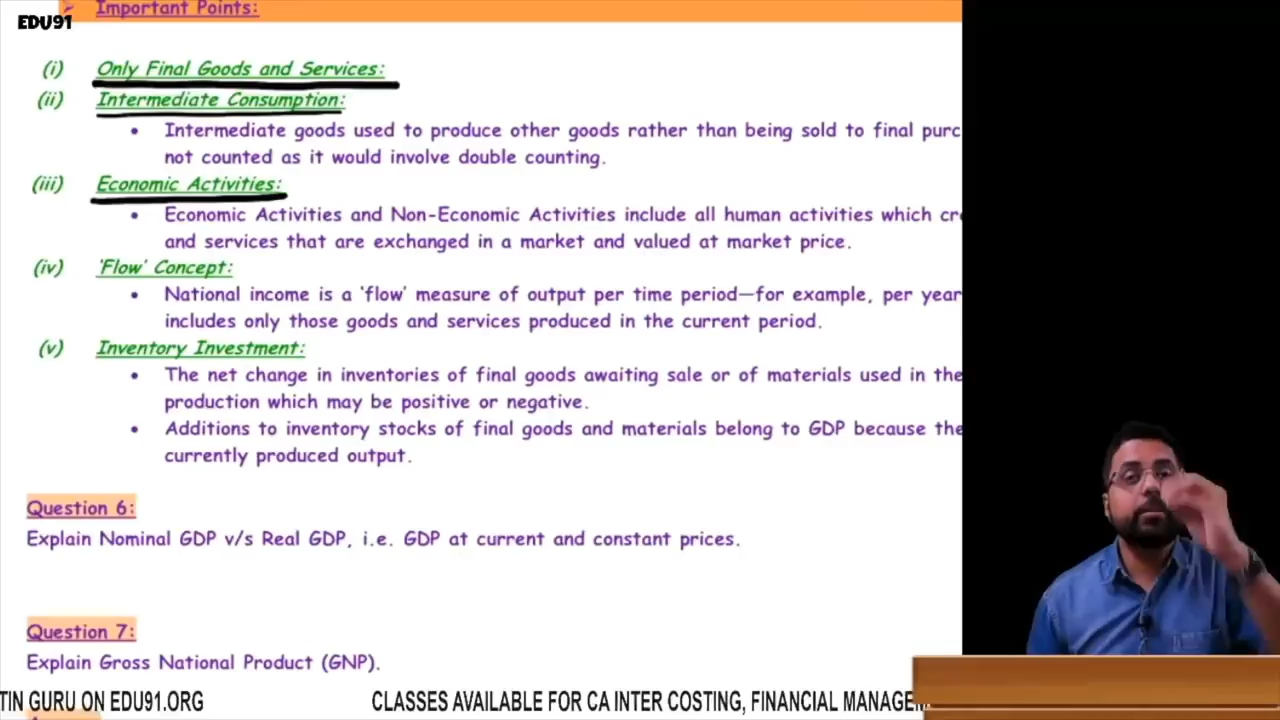 Important Points:
EDU91
(i) Only Final Goods and Services:
(ii) Intermediate Consumption:
• Intermediate goods used to produce other goods rather than being sold to final purc
not counted as it would involve double counting.
(iii) Economic Activities:
• Economic Activities and Non-Economic Activities include all human activities which cr
and services that are exchanged in a market and valued at market price.
(iv) 'Flow' Concept:
• National income is a 'flow' measure of output per time period—for example, per year
includes only those goods and services produced in the current period.
(v) Inventory Investment:
• The net change in inventories of final goods awaiting sale or of materials used in the
production which may be positive or negative.
• Additions to inventory stocks of final goods and materials belong to GDP because the
currently produced output.
Question 6:
Explain Nominal GDP v/s Real GDP, i.e. GDP at current and constant prices.
Question 7:
Explain Gross National Product (GNP).
TIN GURU ON EDU91.ORG CLASSES AVAILABLE FOR CA INTER COSTING, FINANCIAL MANAGEM